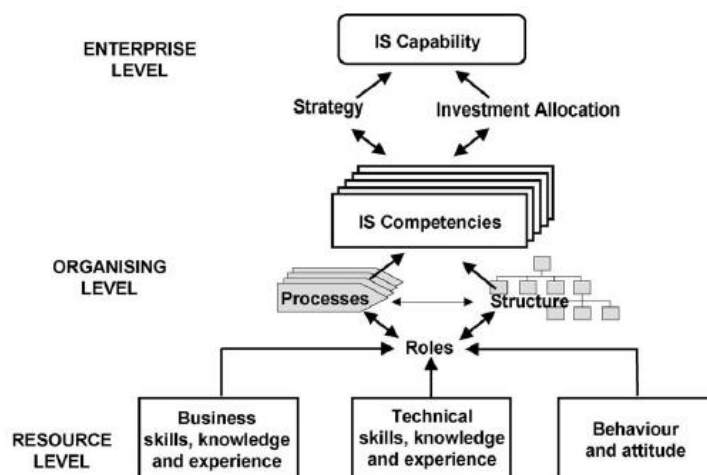 ENTERPRISE
LEVEL
IS Capability
Strategy
Investment Allocation
IS Competencies
ORGANISING
LEVEL
Processes
Structure
Roles
RESOURCE
LEVEL
Business
skills, knowledge
and experience
Technical
skills, knowledge
and experience
Behaviour
and attitude